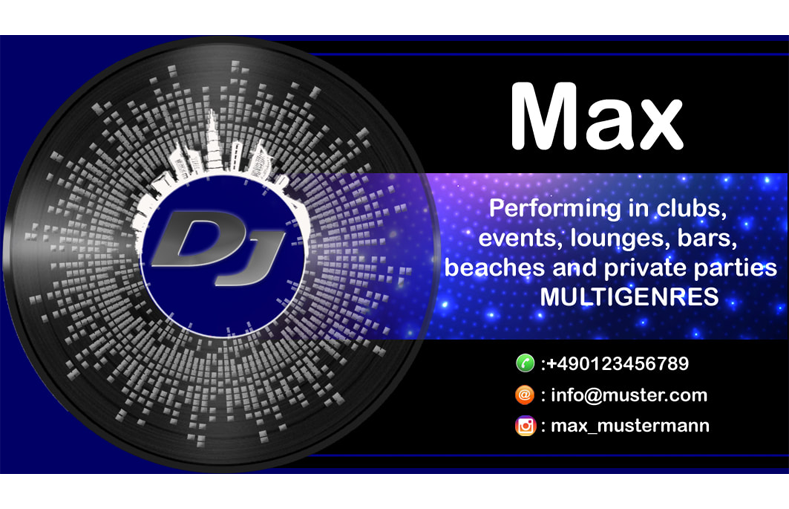 DJ
Max
Performing in clubs,
events, lounges, bars,
beaches and private parties
MULTIGENRES
:+490123456789
: info@muster.com
: max_mustermann